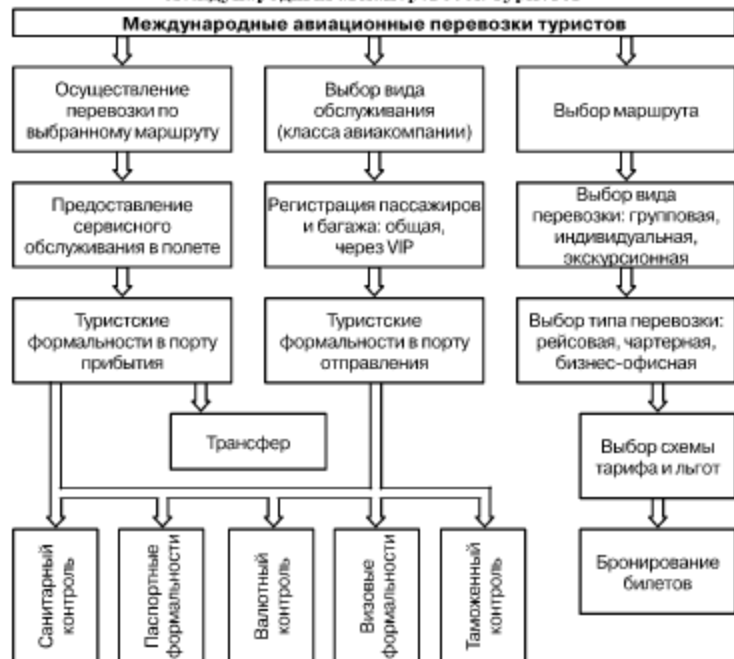 Международные авиационные перевозки туристов
Осуществление
перевозки по
выбранному маршруту
Выбор вида
обслуживания
(класса авиакомпании)
Выбор маршрута
Предоставление
сервисного
обслуживания в полете
Регистрация пассажиров
и багажа: общая,
через VIP
Выбор вида
перевозки: групповая,
индивидуальная,
экскурсионная
Туристские
формальности в порту
прибытия
Туристские
формальности в порту
отправления
Выбор типа перевозки:
рейсовая, чартерная,
бизнес-офисная
Трансфер
Выбор схемы
тарифа и льгот
Санитарный
контроль
Паспортные
формальности
Валютный
контроль
Визовые
формальности
Таможенный
контроль
Бронирование
билетов